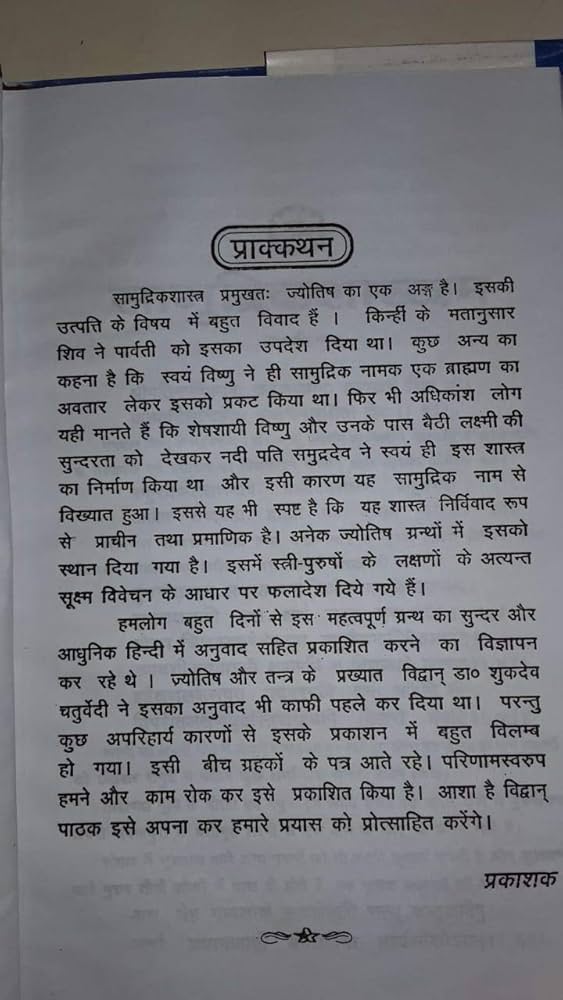 प्राक्कथन
सामुद्रिकशास्त्र प्रमुखतः ज्योतिष का एक अङ्ग है। इसकी
उत्पत्ति के विषय में बहुत विवाद हैं । किन्हीं के मतानुसार
शिव ने पार्वती को इसका उपदेश दिया था। कुछ अन्य का
कहना है कि स्वयं विष्णु ने ही सामुद्रिक नामक एक ब्राह्मण का
अवतार लेकर इसको प्रकट किया था। फिर भी अधिकांश लोग
यही मानते हैं कि शेषशायी विष्णु और उनके पास बैठी लक्ष्मी की
सुन्दरता को देखकर नदी पति समुद्रदेव ने स्वयं ही इस शास्त्र
का निर्माण किया था और इसी कारण यह सामुद्रिक नाम से
विख्यात हुआ। इससे यह भी स्पष्ट है कि यह शास्त्र निर्विवाद रूप
से प्राचीन तथा प्रमाणिक है। अनेक ज्योतिष ग्रन्थों में इसको
स्थान दिया गया है। इसमें स्त्री-पुरुषों के लक्षणों के अत्यन्त
सूक्ष्म विवेचन के आधार पर फलादेश दिये गये हैं।
हमलोग बहुत दिनों से इस महत्वपूर्ण ग्रन्थ का सुन्दर और
आधुनिक हिन्दी में अनुवाद सहित प्रकाशित करने का विज्ञापन
कर रहे थे । ज्योतिष और तन्त्र के प्रख्यात विद्वान् डा० शुकदेव
चतुर्वेदी ने इसका अनुवाद भी काफी पहले कर दिया था। परन्तु
कुछ अपरिहार्य कारणों से इसके प्रकाशन में बहुत विलम्ब
हो गया। इसी बीच ग्रहकों के पत्र आते रहे। परिणामस्वरुप
हमने और काम रोक कर इसे प्रकाशित किया है। आशा है विद्वान्
पाठक इसे अपना कर हमारे प्रयास को प्रोत्साहित करेंगे।
प्रकाशक